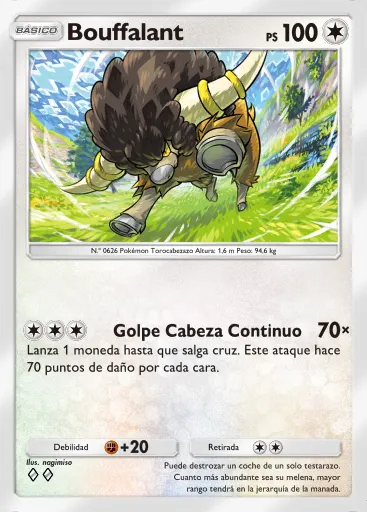 BÁSICO Bouffalant PS 100
N.º 0626 Pokémon Torocabezazo Altura: 1,6 m Peso: 94,6 kg
Golpe Cabeza Continuo 70×
Lanza 1 moneda hasta que salga cruz. Este ataque hace
70 puntos de daño por cada cara.
Debilidad +20 Retirada
Ilus. nagimiso
Puede destrozar un coche de un solo testarazo.
Cuanto más abundante sea su melena, mayor
rango tendrá en la jerarquía de la manada.